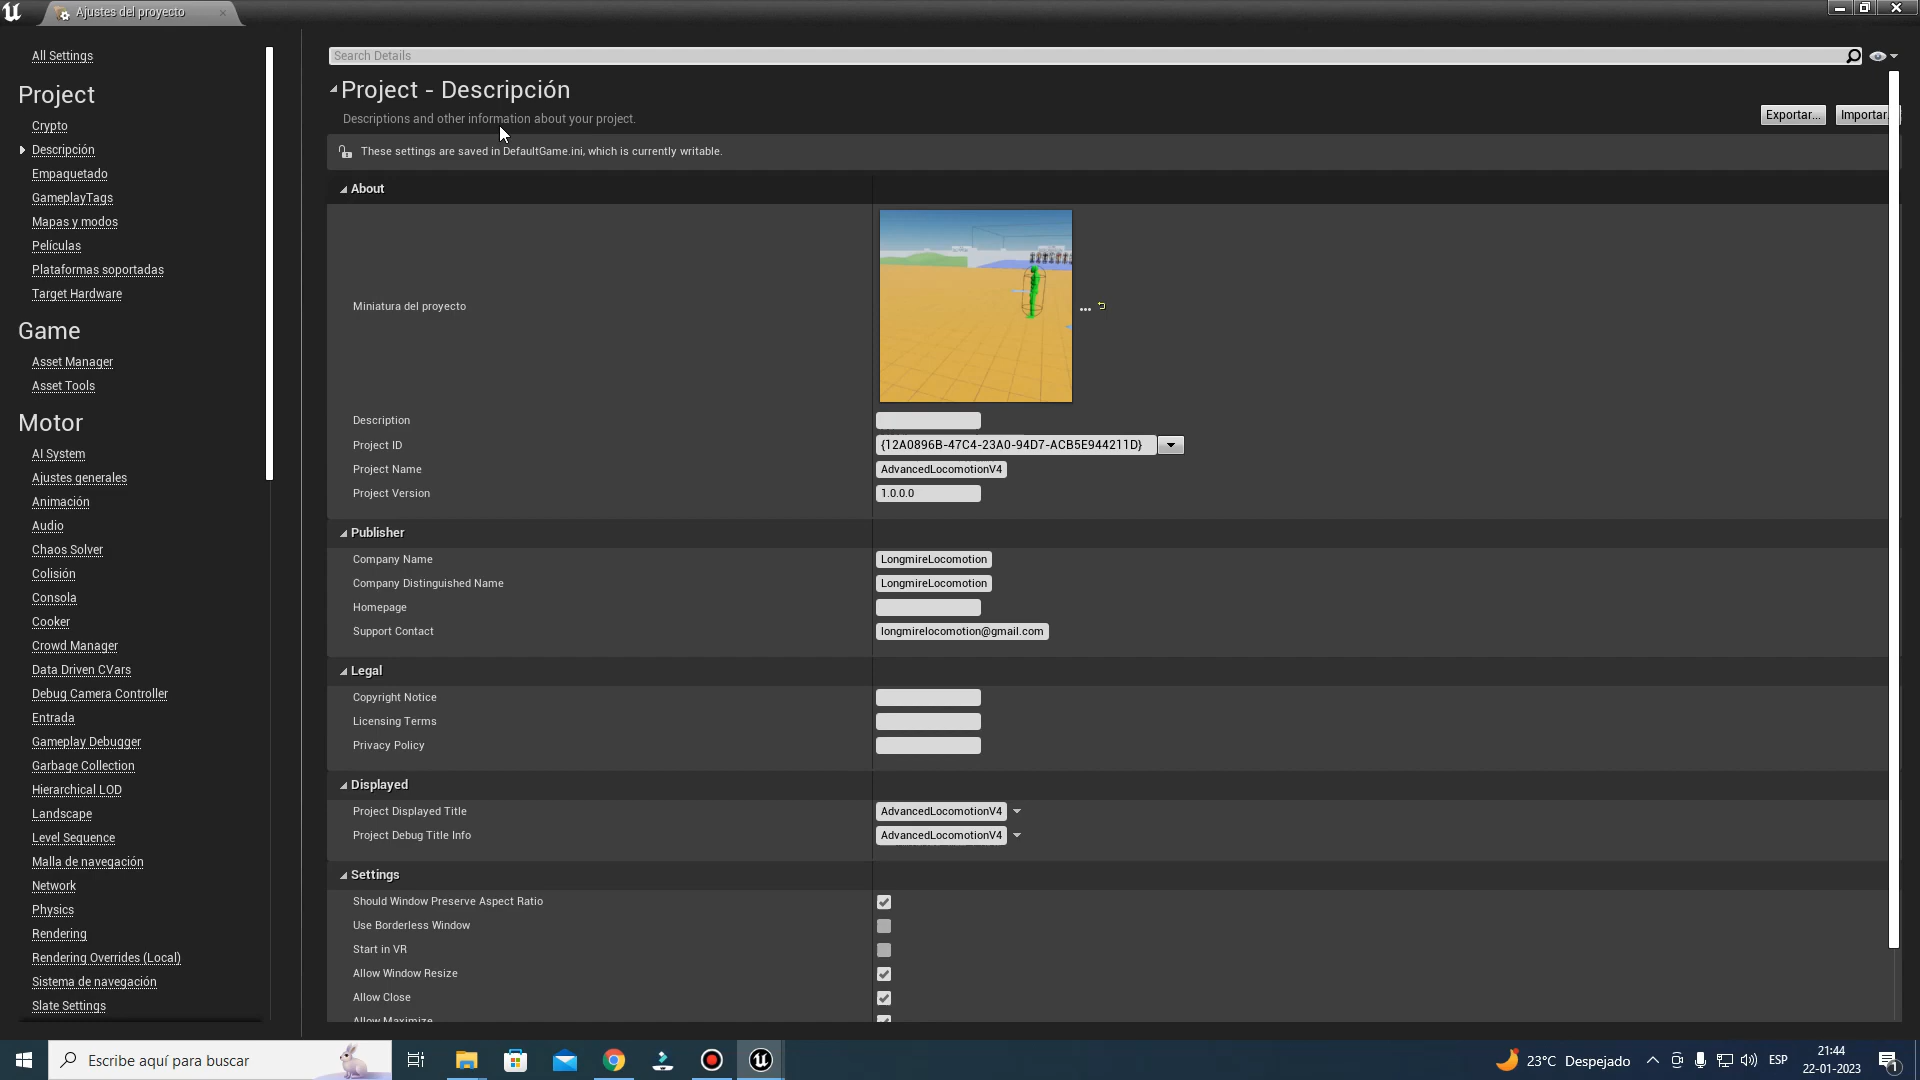 Ajustes del proyecto
All Settings
Project
Crypto
Descripción
Empaquetado
GameplayTags
Mapas y modos
Películas
Plataformas soportadas
Target Hardware
Game
Asset Manager
Asset Tools
Motor
AI System
Ajustes generales
Animación
Audio
Chaos Solver
Colisión
Consola
Cooker
Crowd Manager
Data Driven CVars
Debug Camera Controller
Entrada
Gameplay Debugger
Garbage Collection
Hierarchical LOD
Landscape
Level Sequence
Malla de navegación
Network
Physics
Rendering
Rendering Overrides (Local)
Sistema de navegación
Slate Settings
Search Details
Project - Descripción
Descriptions and other information about your project.
Exportar... Importar...
These settings are saved in DefaultGame.ini, which is currently writable.
About
Miniatura del proyecto
...
Description
Project ID {12A0896B-47C4-23A0-94D7-ACB5E944211D}
Project Name AdvancedLocomotionV4
Project Version 1.0.0.0
Publisher
Company Name LongmireLocomotion
Company Distinguished Name LongmireLocomotion
Homepage
Support Contact longmirelocomotion@gmail.com
Legal
Copyright Notice
Licensing Terms
Privacy Policy
Displayed
Project Displayed Title AdvancedLocomotionV4
Project Debug Title Info AdvancedLocomotionV4
Settings
Should Window Preserve Aspect Ratio
Use Borderless Window
Start in VR
Allow Window Resize
Allow Close
Allow Maximize
Escribe aquí para buscar
23°C Despejado
ESP
21:44
22-01-2023
1